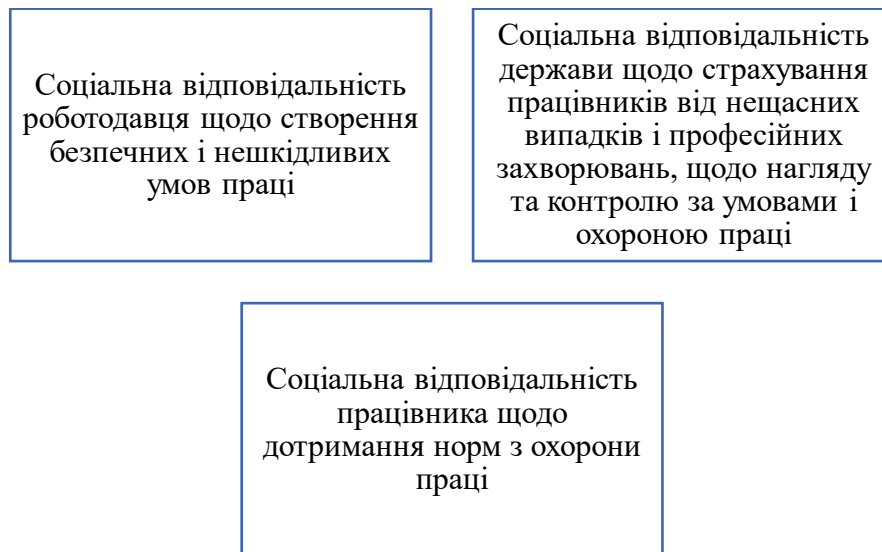 Соціальна відповідальність
роботодавця щодо створення
безпечних і нешкідливих
умов праці
Соціальна відповідальність
держави щодо страхування
працівників від нещасних
випадків і професійних
захворювань, щодо нагляду
та контролю за умовами і
охороною праці
Соціальна відповідальність
працівника щодо
дотримання норм з охорони
праці